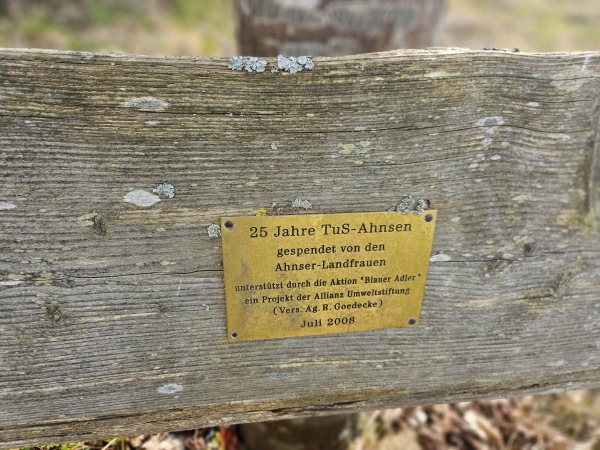 25 Jahre TuS-Ahnsen
gespendet von den
Ahnser-Landfrauen
unterstützt durch die Aktion "Blauer Adler"
ein Projekt der Allianz Umweltstiftung
(Vers. Ag. R. Goedecke)
Juli 2008